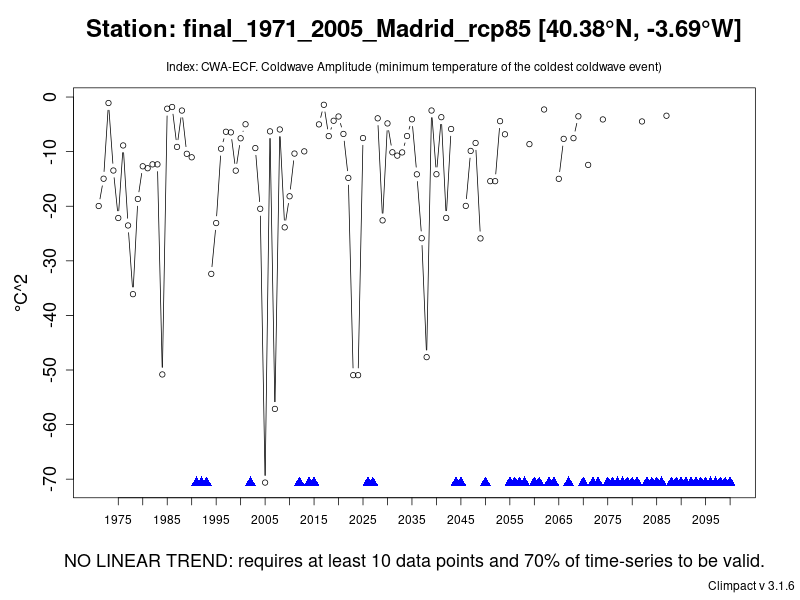 Station: final_1971_2005_Madrid_rcp85 [40.38°N, -3.69°W]
Index: CWA-ECF. Coldwave Amplitude (minimum temperature of the coldest coldwave event)
°C^2
0
-10
-20
-30
-40
-50
-60
-70
1975 1985 1995 2005 2015 2025 2035 2045 2055 2065 2075 2085 2095
NO LINEAR TREND: requires at least 10 data points and 70% of time-series to be valid.
Climpact v 3.1.6